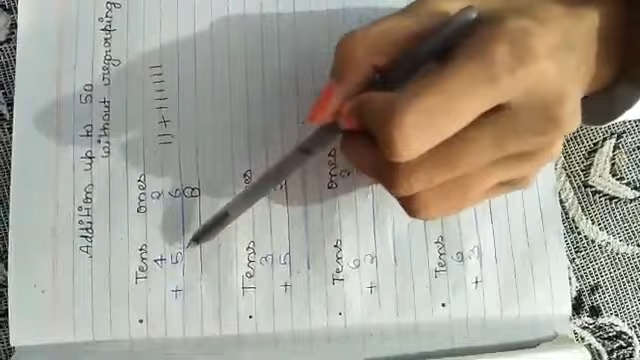 Addition up to 50
without regrouping
• Tens ones
4 2 11+111111
+ 5 6
8
• Tens
3
+ 5
• Tens ones
6
+ 2
• Tens
6
+ 3